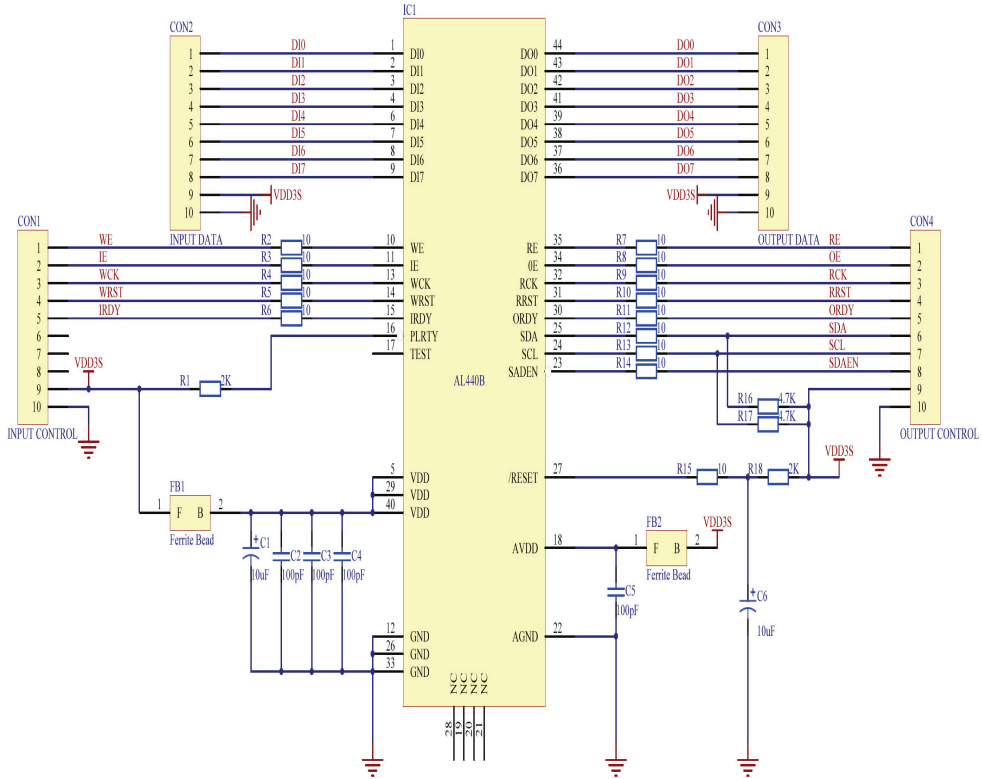 IC1
CON2
CON3
1 DI0 1 DI0 DO0 44 DO0 1
2 DI1 2 DI1 DO1 43 DO1 2
3 DI2 3 DI2 DO2 42 DO2 3
4 DI3 4 DI3 DO3 41 DO3 4
5 DI4 6 DI4 DO4 39 DO4 5
6 DI5 7 DI5 DO5 38 DO5 6
7 DI6 8 DI6 DO6 37 DO6 7
8 DI7 9 DI7 DO7 36 DO7 8
9 VDD3S VDD3S 9
10 10
CON1 INPUT DATA OUTPUT DATA CON4
1 WE R2 10 10 WE RE 35 R7 10 RE 1
2 IE R3 10 11 IE OE 34 R8 10 OE 2
3 WCK R4 10 13 WCK RCK 32 R9 10 RCK 3
4 WRST R5 10 14 WRST RRST 31 R10 10 RRST 4
5 IRDY R6 10 15 IRDY ORDY 30 R11 10 ORDY 5
6 16 PLRTY SDA 25 R12 10 SDA 6
7 17 TEST SCL 24 R13 10 SCL 7
8 VDD3S SADEN 23 R14 10 SDAEN 8
9 R1 2K AL440B 9
10 R16 4.7K 10
R17 4.7K
INPUT CONTROL OUTPUT CONTROL
VDD3S
5 VDD /RESET 27 R15 10 R18 2K
29 VDD
40 VDD
FB1
1 F B 2
Ferrite Bead
C1 10uF
C2 100pF
C3 100pF
C4 100pF
AVDD 18
FB2
1 F B 2 VDD3S
Ferrite Bead
C5 100pF
C6 10uF
12 GND AGND 22
26 GND
33 GND
NC NC NC NC
28 19 20 21